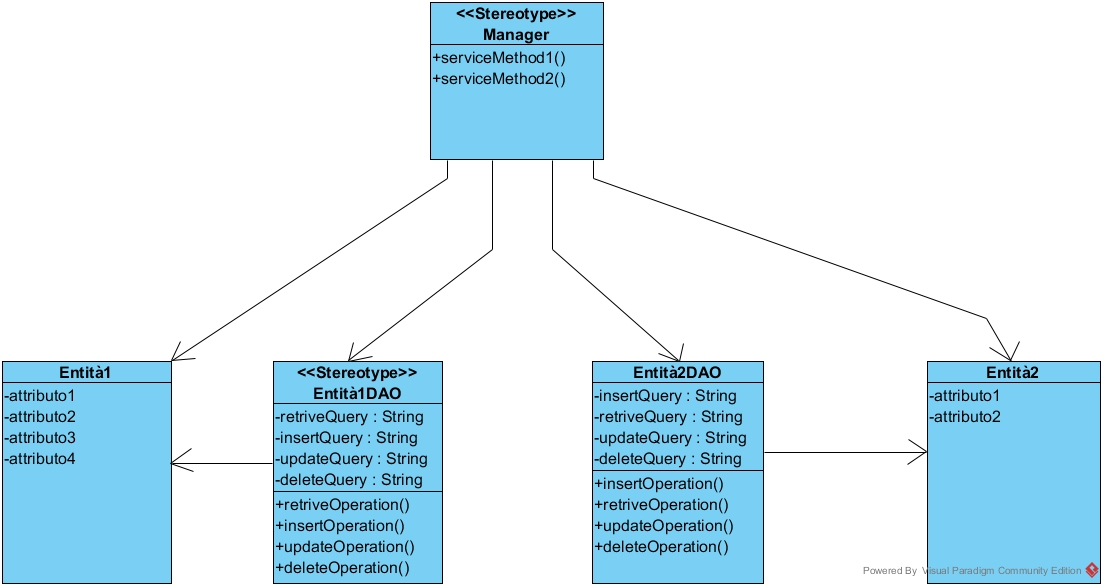 <<Stereotype>>
Manager
+serviceMethod1()
+serviceMethod2()
Entità1
-attributo1
-attributo2
-attributo3
-attributo4
<<Stereotype>>
Entità1DAO
-retriveQuery : String
-insertQuery : String
-updateQuery : String
-deleteQuery : String
+retriveOperation()
+insertOperation()
+updateOperation()
+deleteOperation()
Entità2DAO
-insertQuery : String
-retriveQuery : String
-updateQuery : String
-deleteQuery : String
+insertOperation()
+retriveOperation()
+updateOperation()
+deleteOperation()
Entità2
-attributo1
-attributo2
Powered By Visual Paradigm Community Edition